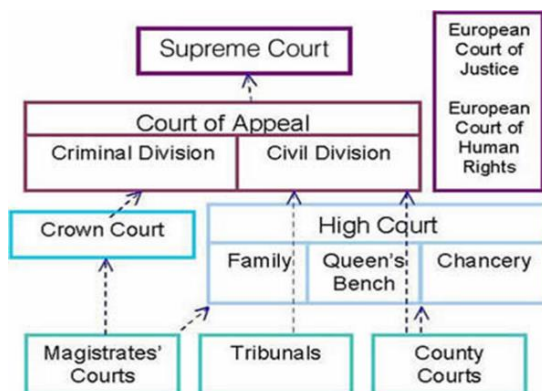 Supreme Court
European
Court of
Justice
European
Court of
Human
Rights
Court of Appeal
Criminal Division
Civil Division
Crown Court
High Court
Family
Queen's
Bench
Chancery
Magistrates'
Courts
Tribunals
County
Courts